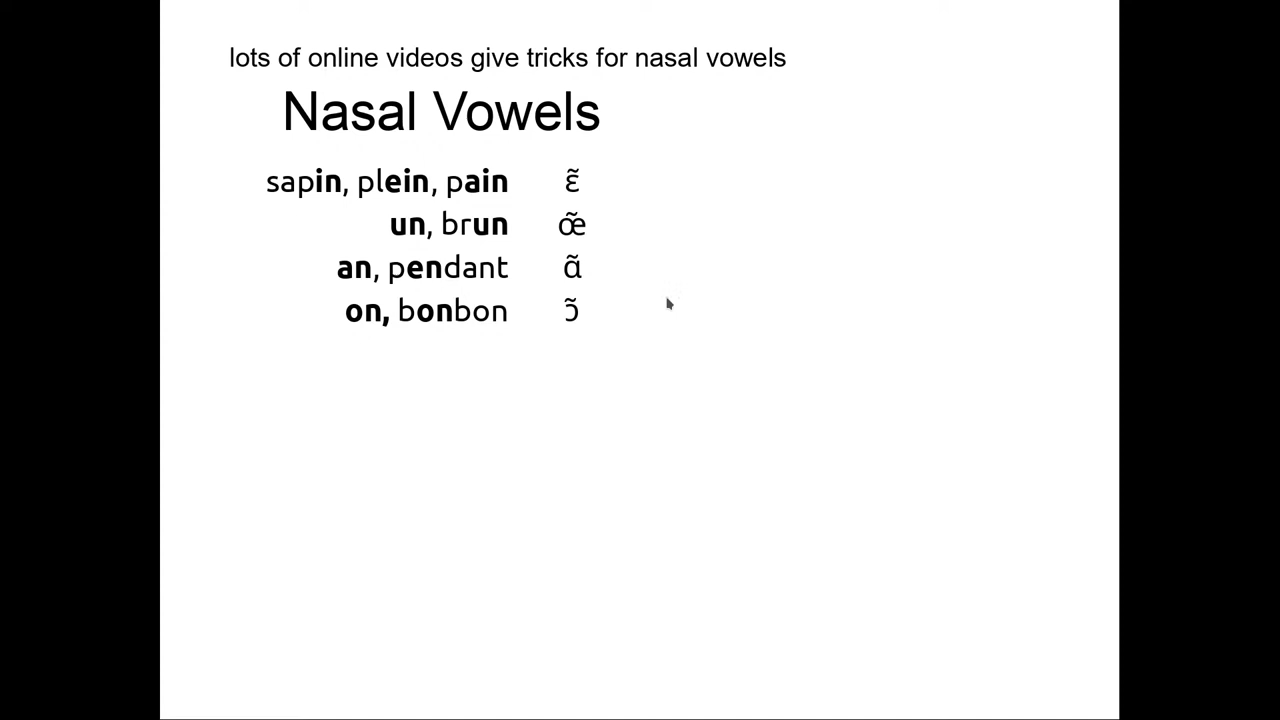 lots of online videos give tricks for nasal vowels
Nasal Vowels
sapin, plein, pain ɛ̃
un, brun œ̃
an, pendant ɑ̃
on, bonbon ɔ̃